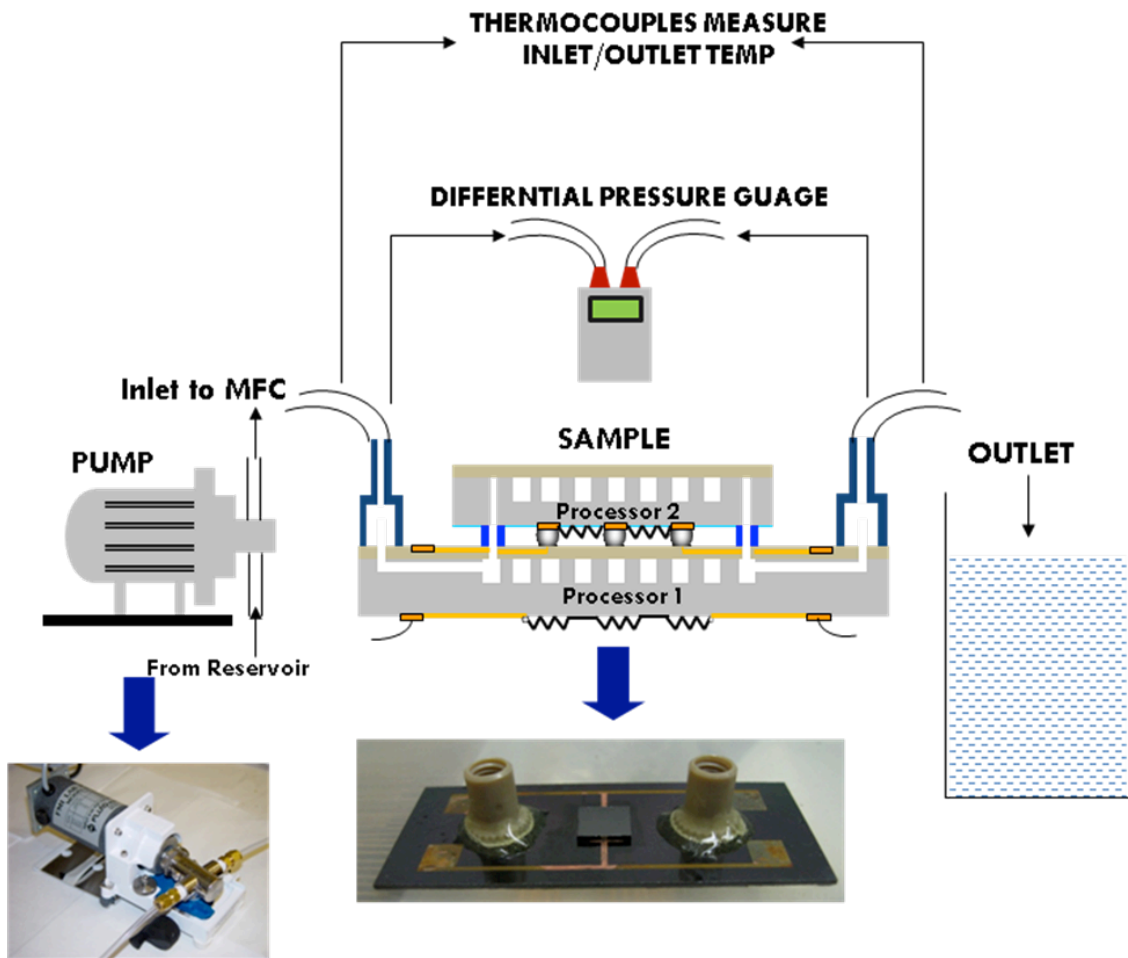 THERMOCOUPLES MEASURE
INLET/OUTLET TEMP
DIFFERNTIAL PRESSURE GUAGE
Inlet to MFC
PUMP
SAMPLE
OUTLET
Processor 2
Processor 1
From Reservoir